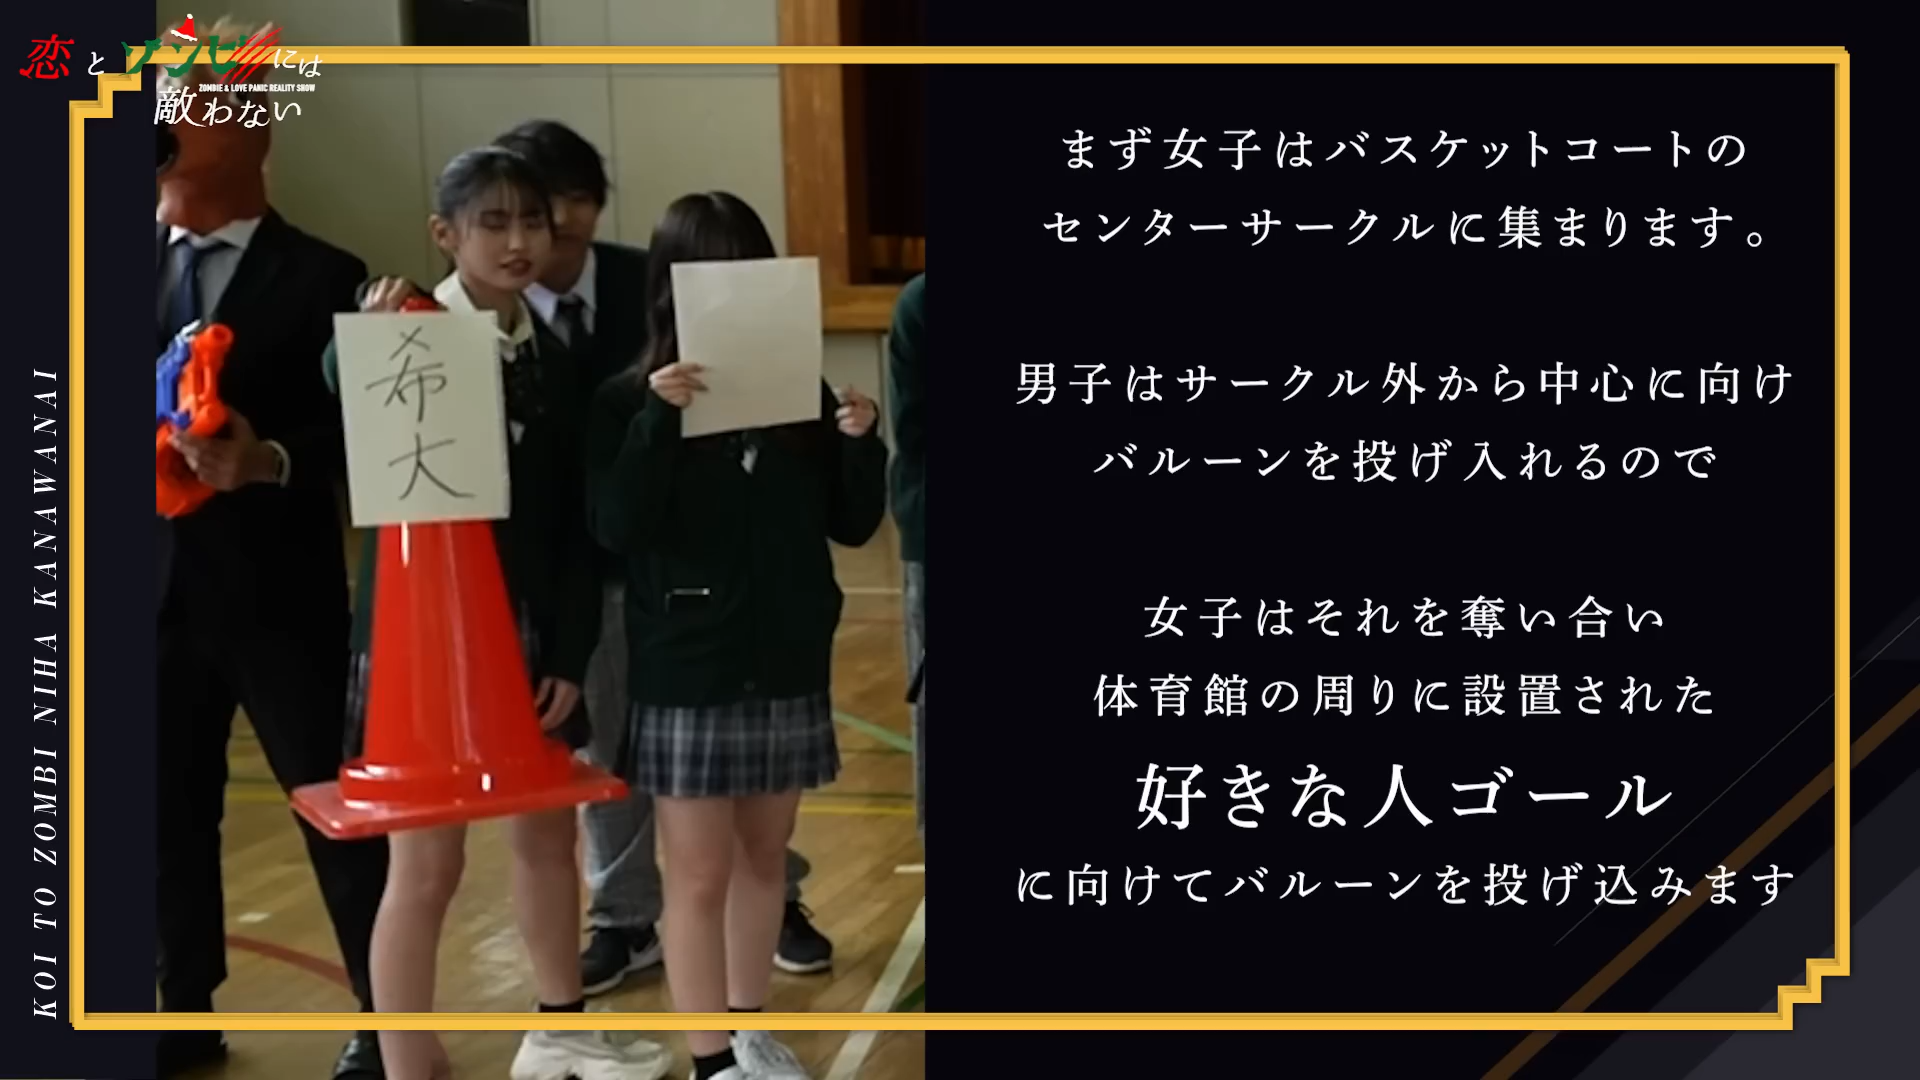 恋とゾンビには
ZOMBIE & LOVE PANIC REALITY SHOW
敵わない
KOI TO ZOMBI NIHA KANAWANAI
希大
まず女子はバスケットコートの
センターサークルに集まります。
男子はサークル外から中心に向け
バルーンを投げ入れるので
女子はそれを奪い合い
体育館の周りに設置された
好きな人ゴール
に向けてバルーンを投げ込みます